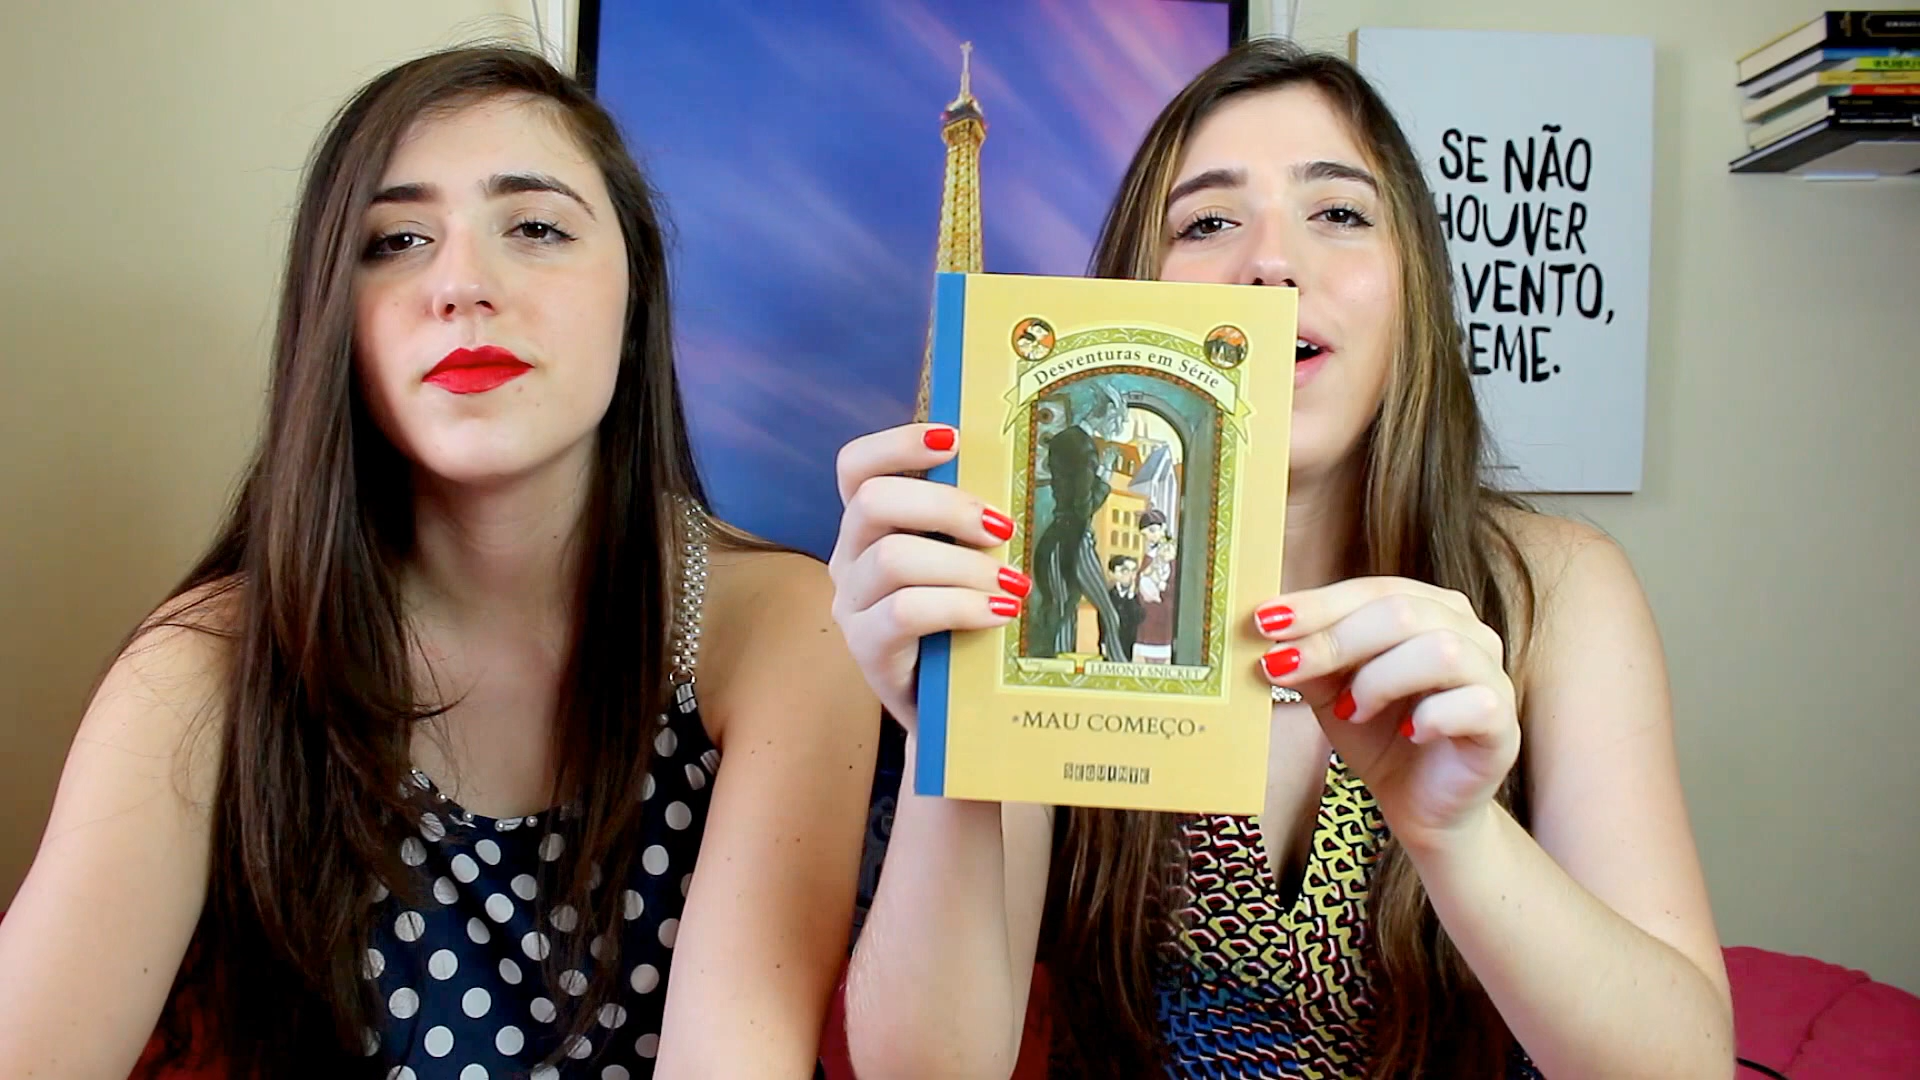 SE NÃO
HOUVER
VENTO,
EME.
Desventuras em Série
LEMONY SNICKET
MAU COMEÇO
SEGUINTE